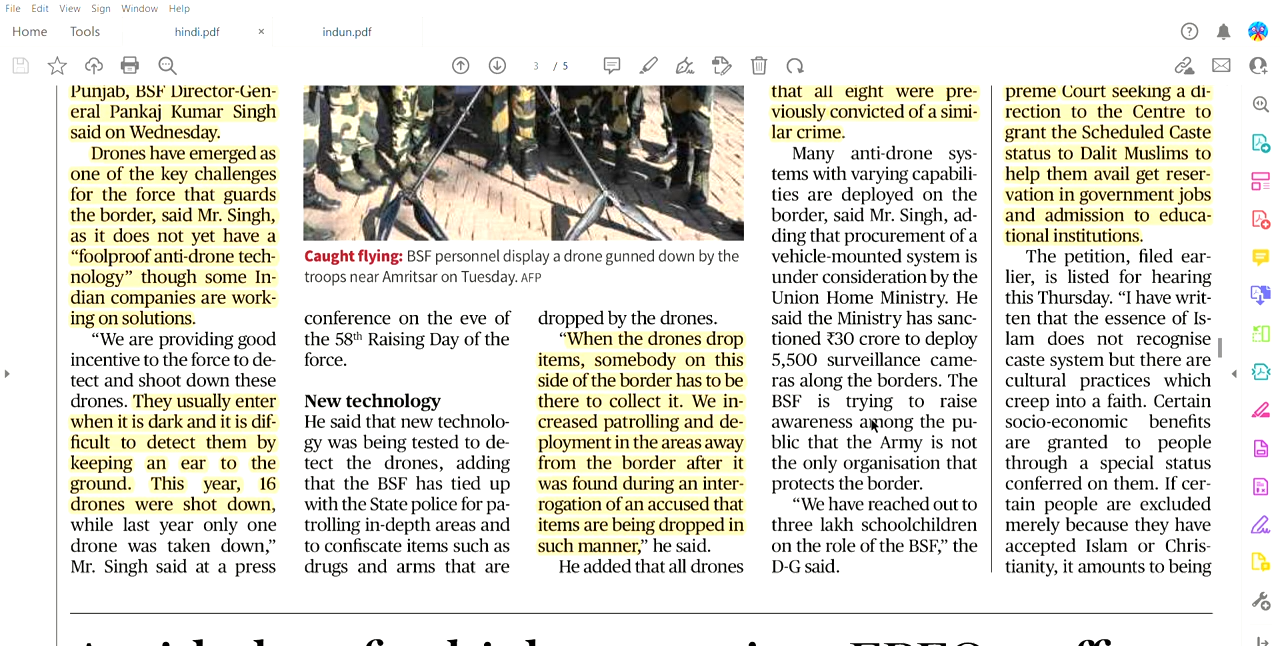 File Edit View Sign Window Help
Home Tools hindi.pdf × indun.pdf
3 / 5
Punjab, BSF Director-Gen-
eral Pankaj Kumar Singh
said on Wednesday.
Drones have emerged as
one of the key challenges
for the force that guards
the border, said Mr. Singh,
as it does not yet have a
“foolproof anti-drone tech-
nology” though some In-
dian companies are work-
ing on solutions.
“We are providing good
incentive to the force to de-
tect and shoot down these
drones. They usually enter
when it is dark and it is dif-
ficult to detect them by
keeping an ear to the
ground. This year, 16
drones were shot down,
while last year only one
drone was taken down,”
Mr. Singh said at a press
Caught flying: BSF personnel display a drone gunned down by the
troops near Amritsar on Tuesday. AFP
conference on the eve of
the 58th Raising Day of the
force.
New technology
He said that new technolo-
gy was being tested to de-
tect the drones, adding
that the BSF has tied up
with the State police for pa-
trolling in-depth areas and
to confiscate items such as
drugs and arms that are
dropped by the drones.
“When the drones drop
items, somebody on this
side of the border has to be
there to collect it. We in-
creased patrolling and de-
ployment in the areas away
from the border after it
was found during an inter-
rogation of an accused that
items are being dropped in
such manner,” he said.
He added that all drones
that all eight were pre-
viously convicted of a simi-
lar crime.
Many anti-drone sys-
tems with varying capabili-
ties are deployed on the
border, said Mr. Singh, ad-
ding that procurement of a
vehicle-mounted system is
under consideration by the
Union Home Ministry. He
said the Ministry has sanc-
tioned ₹30 crore to deploy
5,500 surveillance came-
ras along the borders. The
BSF is trying to raise
awareness among the pu-
blic that the Army is not
the only organisation that
protects the border.
“We have reached out to
three lakh schoolchildren
on the role of the BSF,” the
D-G said.
preme Court seeking a di-
rection to the Centre to
grant the Scheduled Caste
status to Dalit Muslims to
help them avail get reser-
vation in government jobs
and admission to educa-
tional institutions.
The petition, filed ear-
lier, is listed for hearing
this Thursday. “I have writ-
ten that the essence of Is-
lam does not recognise
caste system but there are
cultural practices which
creep into a faith. Certain
socio-economic benefits
are granted to people
through a special status
conferred on them. If cer-
tain people are excluded
merely because they have
accepted Islam or Chris-
tianity, it amounts to being